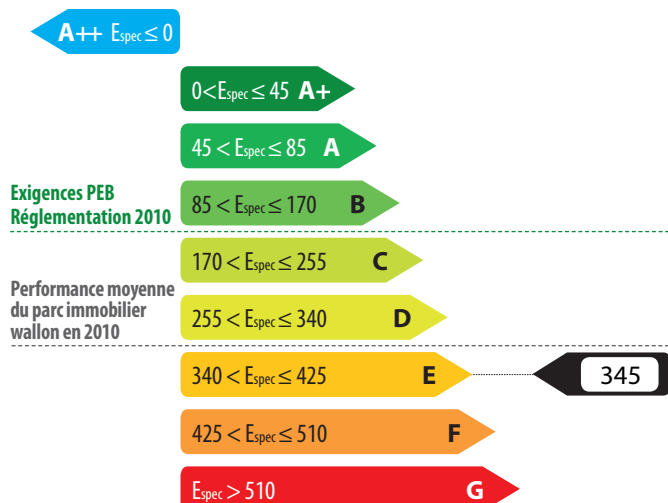 A++ Espec ≤ 0
0<Espec ≤ 45 A+
45 < Espec ≤ 85 A
Exigences PEB
Réglementation 2010
85 < Espec ≤ 170 B
170 < Espec ≤ 255 C
Performance moyenne
du parc immobilier
wallon en 2010
255 < Espec ≤ 340 D
340 < Espec ≤ 425 E
345
425 < Espec ≤ 510 F
Espec > 510 G